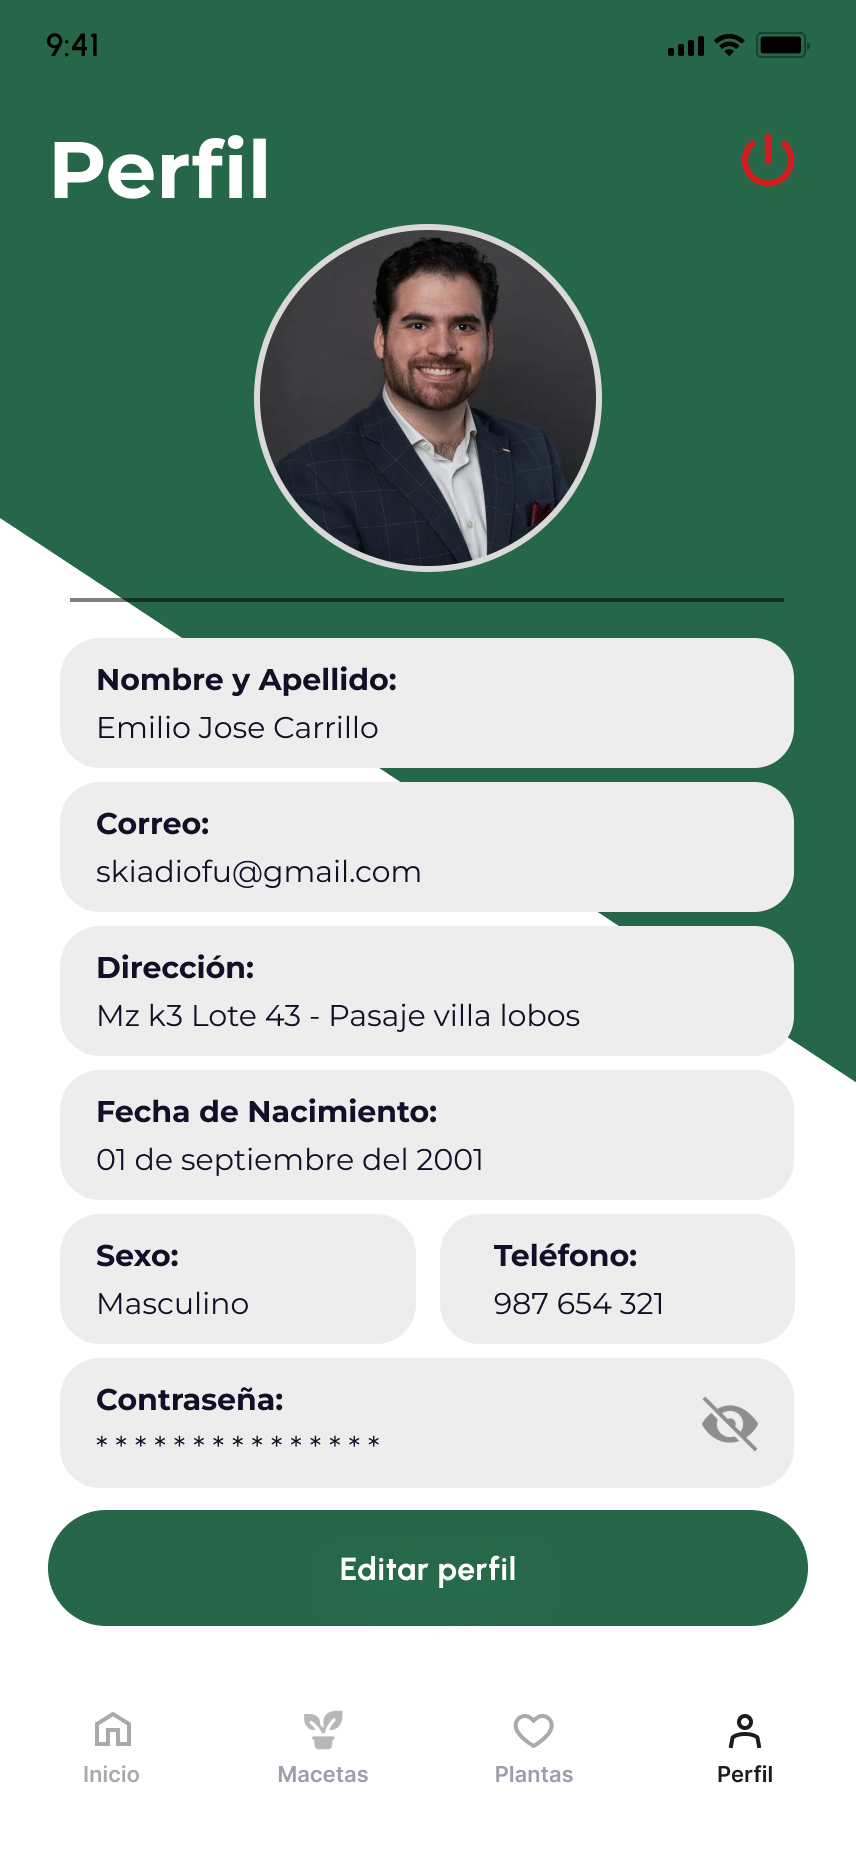 9:41
Perfil
Nombre y Apellido:
Emilio Jose Carrillo
Correo:
skiadiofu@gmail.com
Dirección:
Mz k3 Lote 43 - Pasaje villa lobos
Fecha de Nacimiento:
01 de septiembre del 2001
Sexo:
Masculino
Teléfono:
987 654 321
Contraseña:
* * * * * * * * * * * * * * *
Editar perfil
Inicio
Macetas
Plantas
Perfil